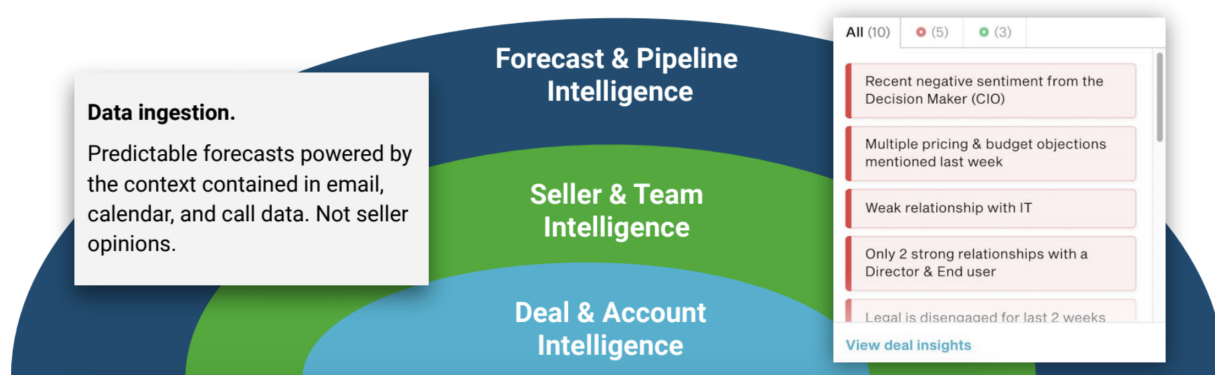 Data ingestion.
Predictable forecasts powered by
the context contained in email,
calendar, and call data. Not seller
opinions.
Forecast & Pipeline
Intelligence
Seller & Team
Intelligence
Deal & Account
Intelligence
All (10) (5) (3)
Recent negative sentiment from the
Decision Maker (CIO)
Multiple pricing & budget objections
mentioned last week
Weak relationship with IT
Only 2 strong relationships with a
Director & End user
Legal is disengaged for last 2 weeks
View deal insights